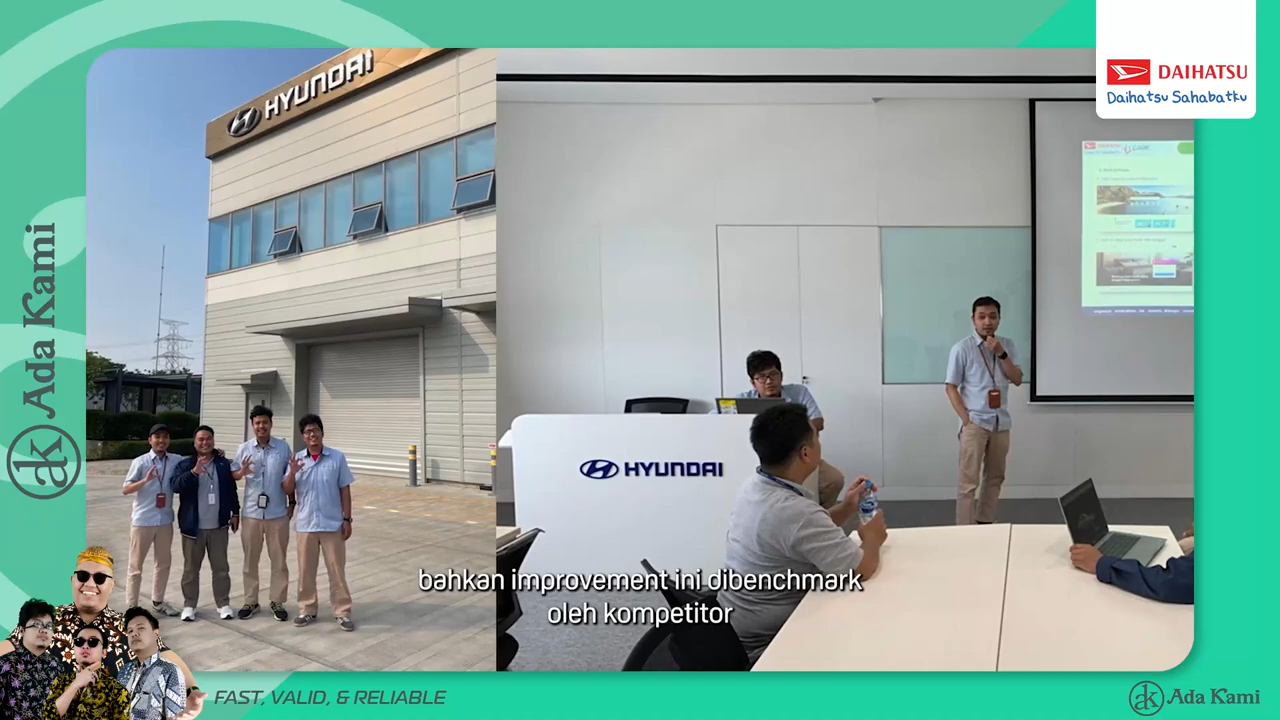 HYUNDAI
DAIHATSU
Daihatsu Sahabatku
Ada Kami
HYUNDAI
bahkan improvement ini dibenchmark
oleh kompetitor
FAST, VALID, & RELIABLE
Ada Kami